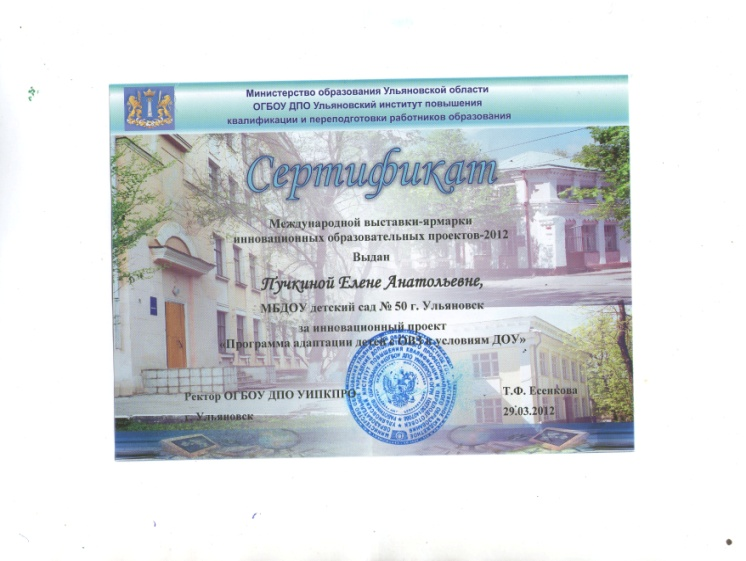 Министерство образования Ульяновской области
ОГБОУ ДПО Ульяновский институт повышения
квалификации и переподготовки работников образования
Сертификат
Международной выставки-ярмарки
инновационных образовательных проектов-2012
Выдан
Пучкиной Елене Анатольевне,
МБДОУ детский сад № 50 г. Ульяновск
за инновационный проект
«Программа адаптации детей с ОВЗ к условиям ДОУ»
Ректор ОГБОУ ДПО УИПКПРО Т.Ф. Есенкова
г. Ульяновск 29.03.2012